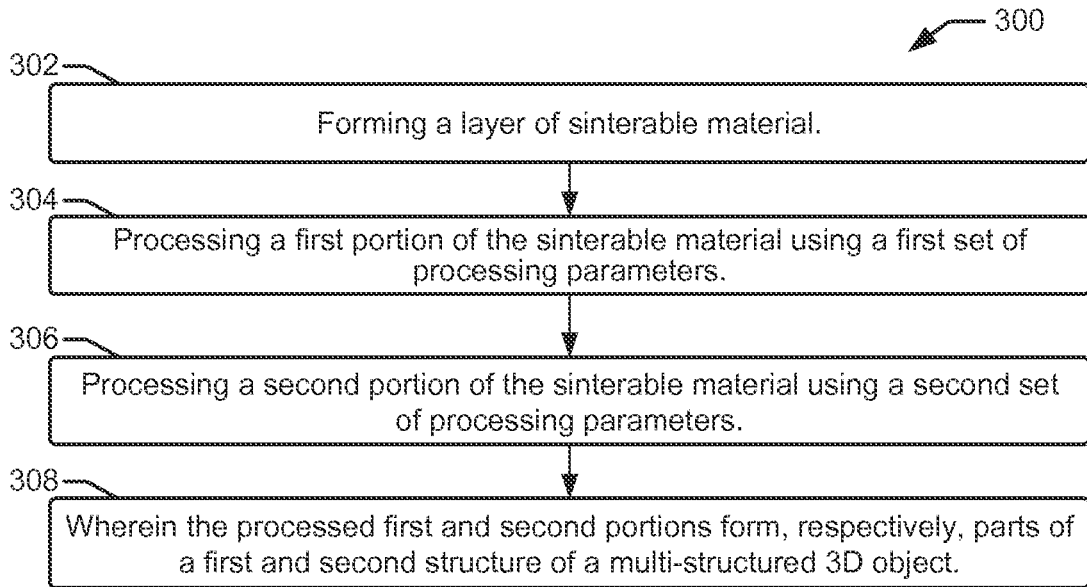 300
302
Forming a layer of sinterable material.
304
Processing a first portion of the sinterable material using a first set of
processing parameters.
306
Processing a second portion of the sinterable material using a second set
of processing parameters.
308
Wherein the processed first and second portions form, respectively, parts of
a first and second structure of a multi-structured 3D object.